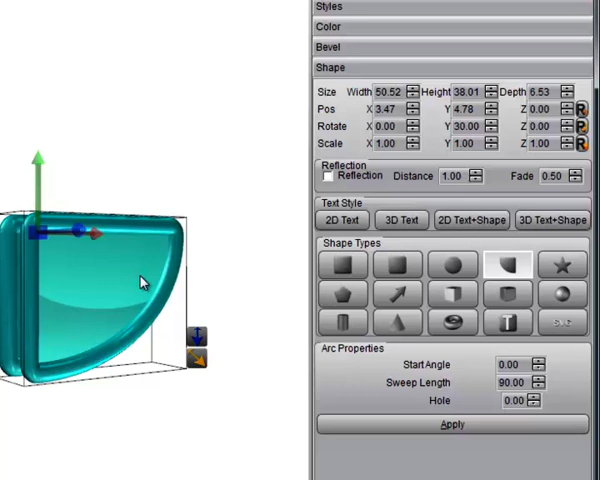 Styles
Color
Bevel
Shape
Size Width 50.52 Height 38.01 Depth 6.53
Pos X 3.47 Y 4.78 Z 0.00 R
Rotate X 0.00 Y 30.00 Z 0.00 R
Scale X 1.00 Y 1.00 Z 1.00 R
Reflection
Reflection Distance 1.00 Fade 0.50
Text Style
2D Text 3D Text 2D Text+Shape 3D Text+Shape
Shape Types
T SVG
Arc Properties
Start Angle 0.00
Sweep Length 90.00
Hole 0.00
Apply